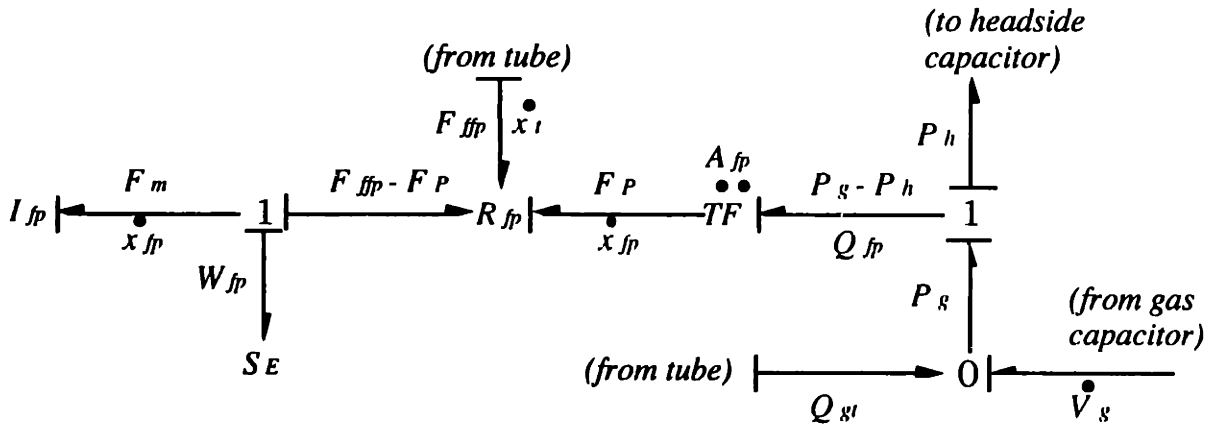 (to headside
capacitor)
(from tube)
F ffp
ẋ t
P h
A fp
F m
F ffp - F P
F P
P g - P h
I fp
1
R fp
TF
1
ẋ fp
ẋ fp
Q fp
W fp
P g
(from gas
capacitor)
S E
(from tube)
0
Q gt
V̇ g